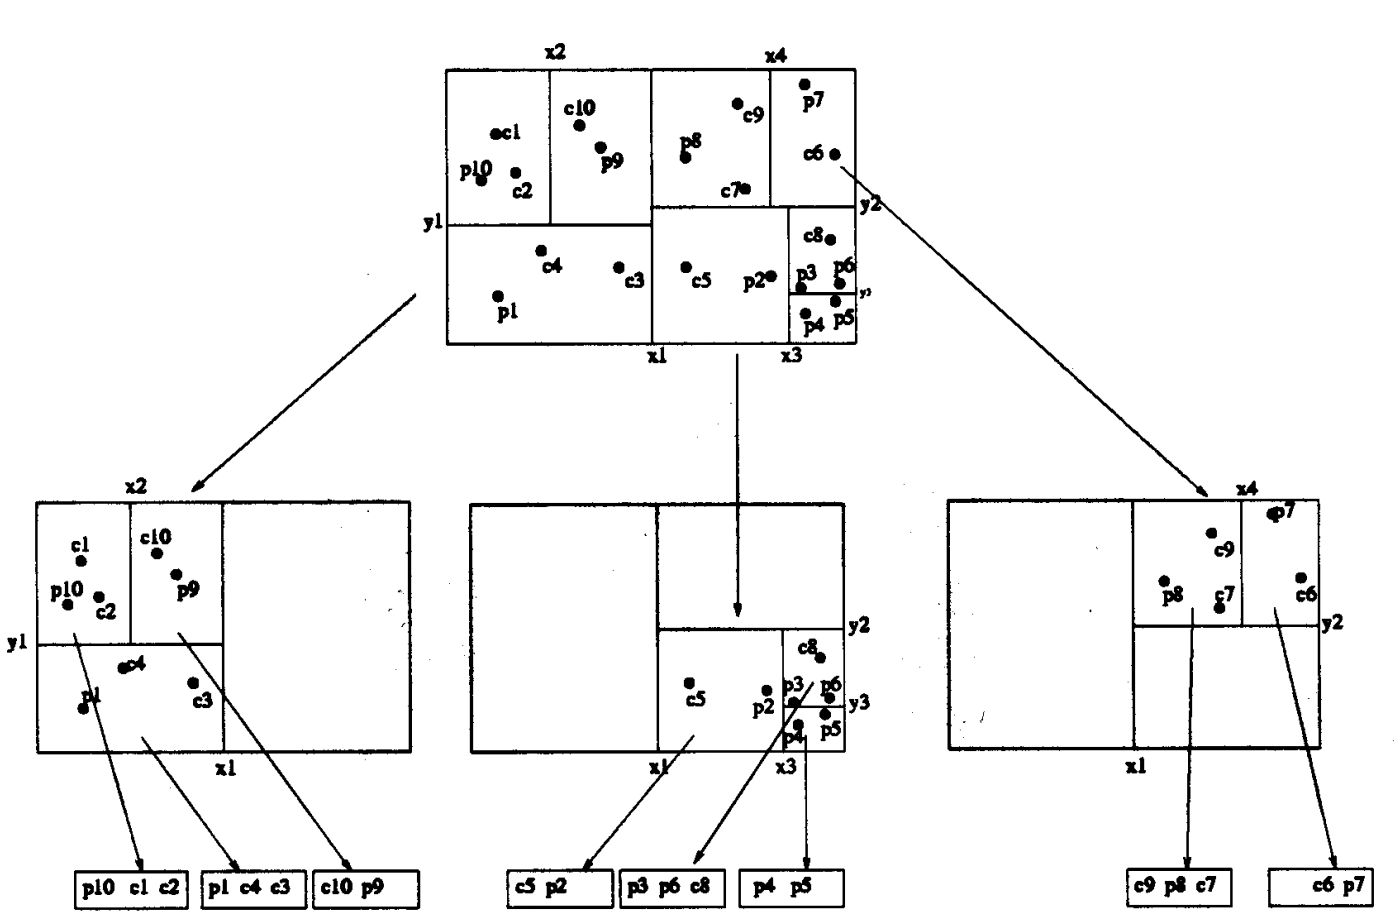 x2 x4
p7
c10 c9
c1
p8 c6
p10 p9
c2 c7
y1 y2
c8
c4 c3 c5 p2 p3 p6
y3
p1 p4 p5
x1 x3
x2 x4
p7
c1 c10 c9
p10 p9 p8 c7 c6
c2
y1 y2 y2
c4 c8
p1 c3 c5 p2 p3 p6
y3
p4 p5
x1 x1 x3 x1
p10 c1 c2 p1 c4 c3 c10 p9 c5 p2 p3 p6 c8 p4 p5 c9 p8 c7 c6 p7